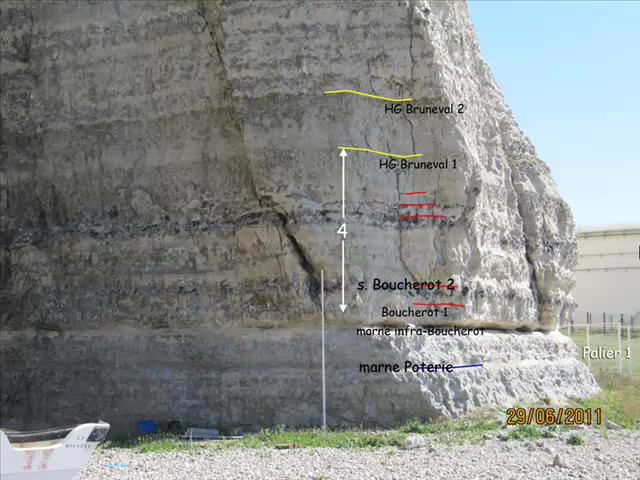 HG Bruneval 2
HG Bruneval 1
4
s. Boucherot 2
Boucherot 1
marne infra-Boucherot
Palier 1
marne Poterie
29/06/2011